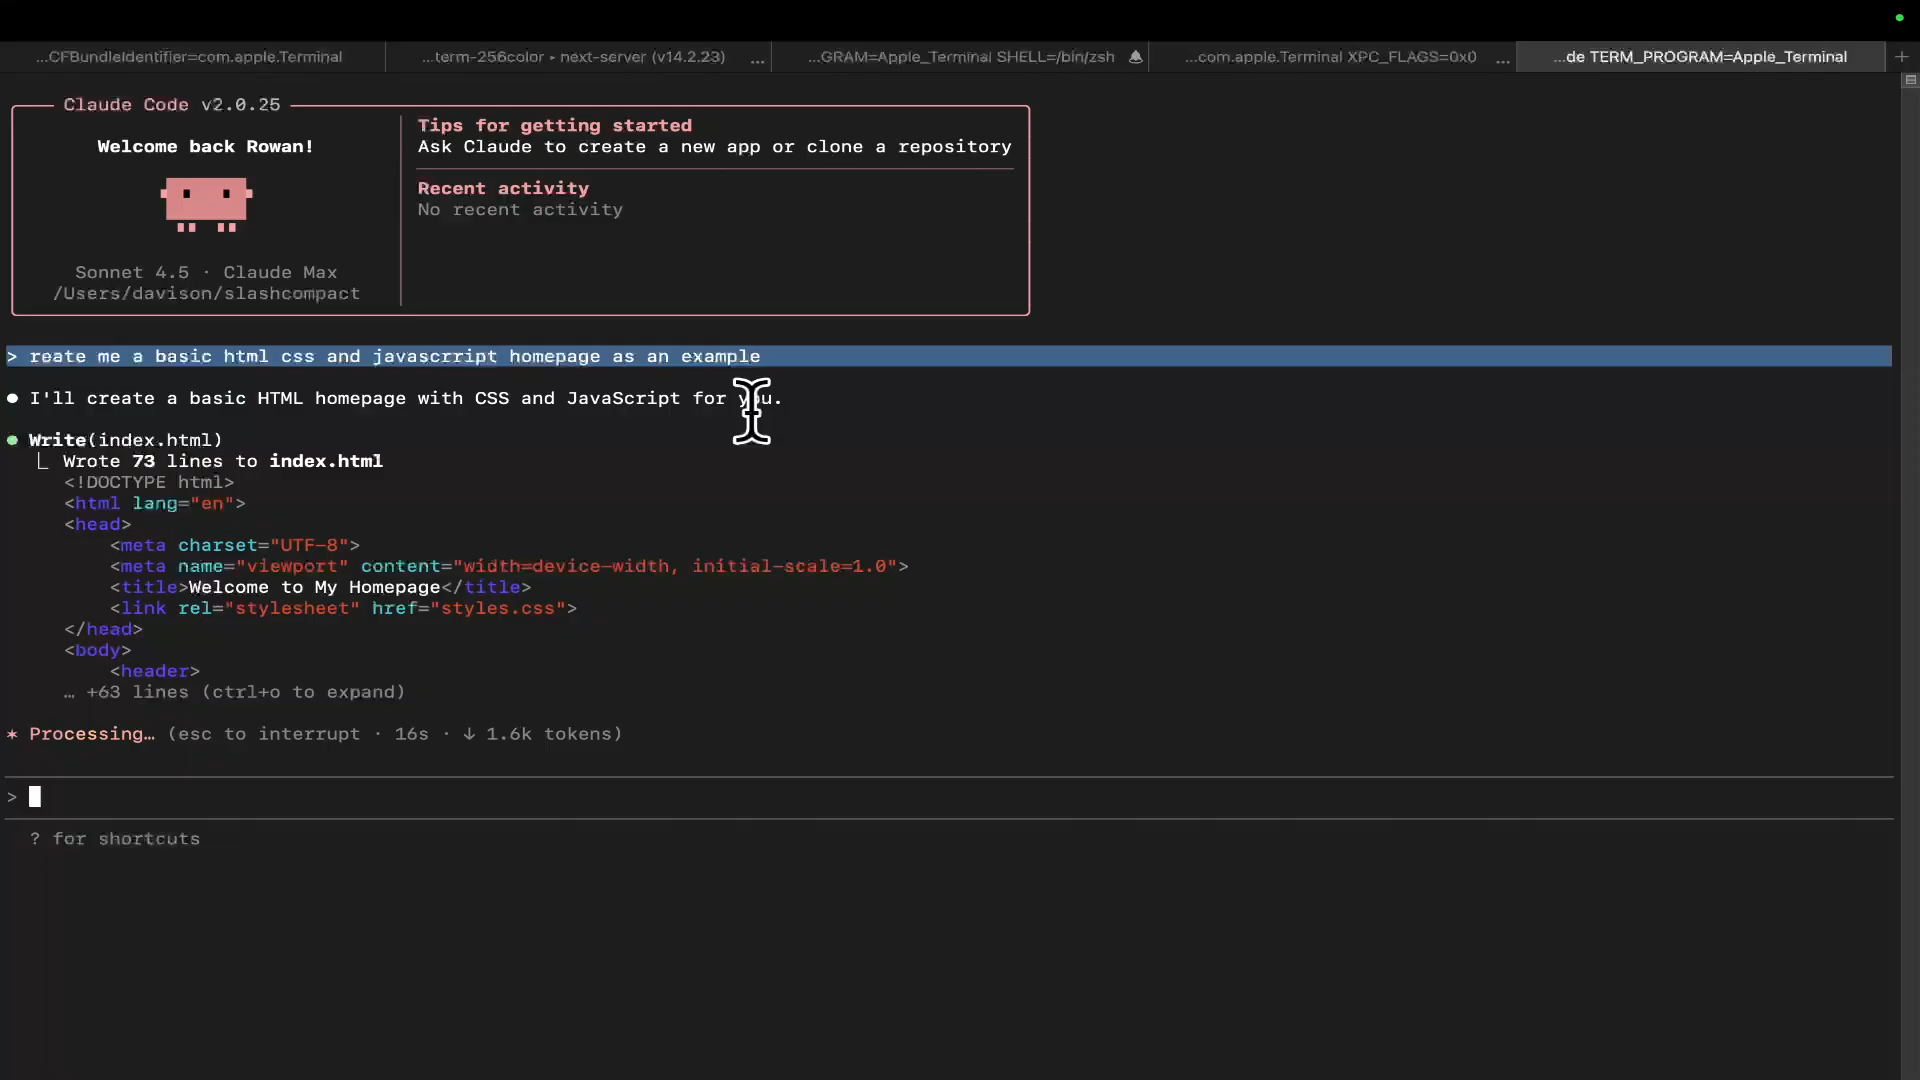 ...CFBundleIdentifier=com.apple.Terminal
...term-256color ▸ next-server (v14.2.23) ...
...GRAM=Apple_Terminal SHELL=/bin/zsh
...com.apple.Terminal XPC_FLAGS=0x0 ...
...de TERM_PROGRAM=Apple_Terminal +
Claude Code v2.0.25
Welcome back Rowan!
Sonnet 4.5 · Claude Max
/Users/davison/slashcompact
Tips for getting started
Ask Claude to create a new app or clone a repository
Recent activity
No recent activity
> reate me a basic html css and javascrript homepage as an example
● I'll create a basic HTML homepage with CSS and JavaScript for you.
● Write(index.html)
⎿ Wrote 73 lines to index.html
<!DOCTYPE html>
<html lang="en">
<head>
<meta charset="UTF-8">
<meta name="viewport" content="width=device-width, initial-scale=1.0">
<title>Welcome to My Homepage</title>
<link rel="stylesheet" href="styles.css">
</head>
<body>
<header>
… +63 lines (ctrl+o to expand)
✶ Processing… (esc to interrupt · 16s · ↓ 1.6k tokens)
>
? for shortcuts